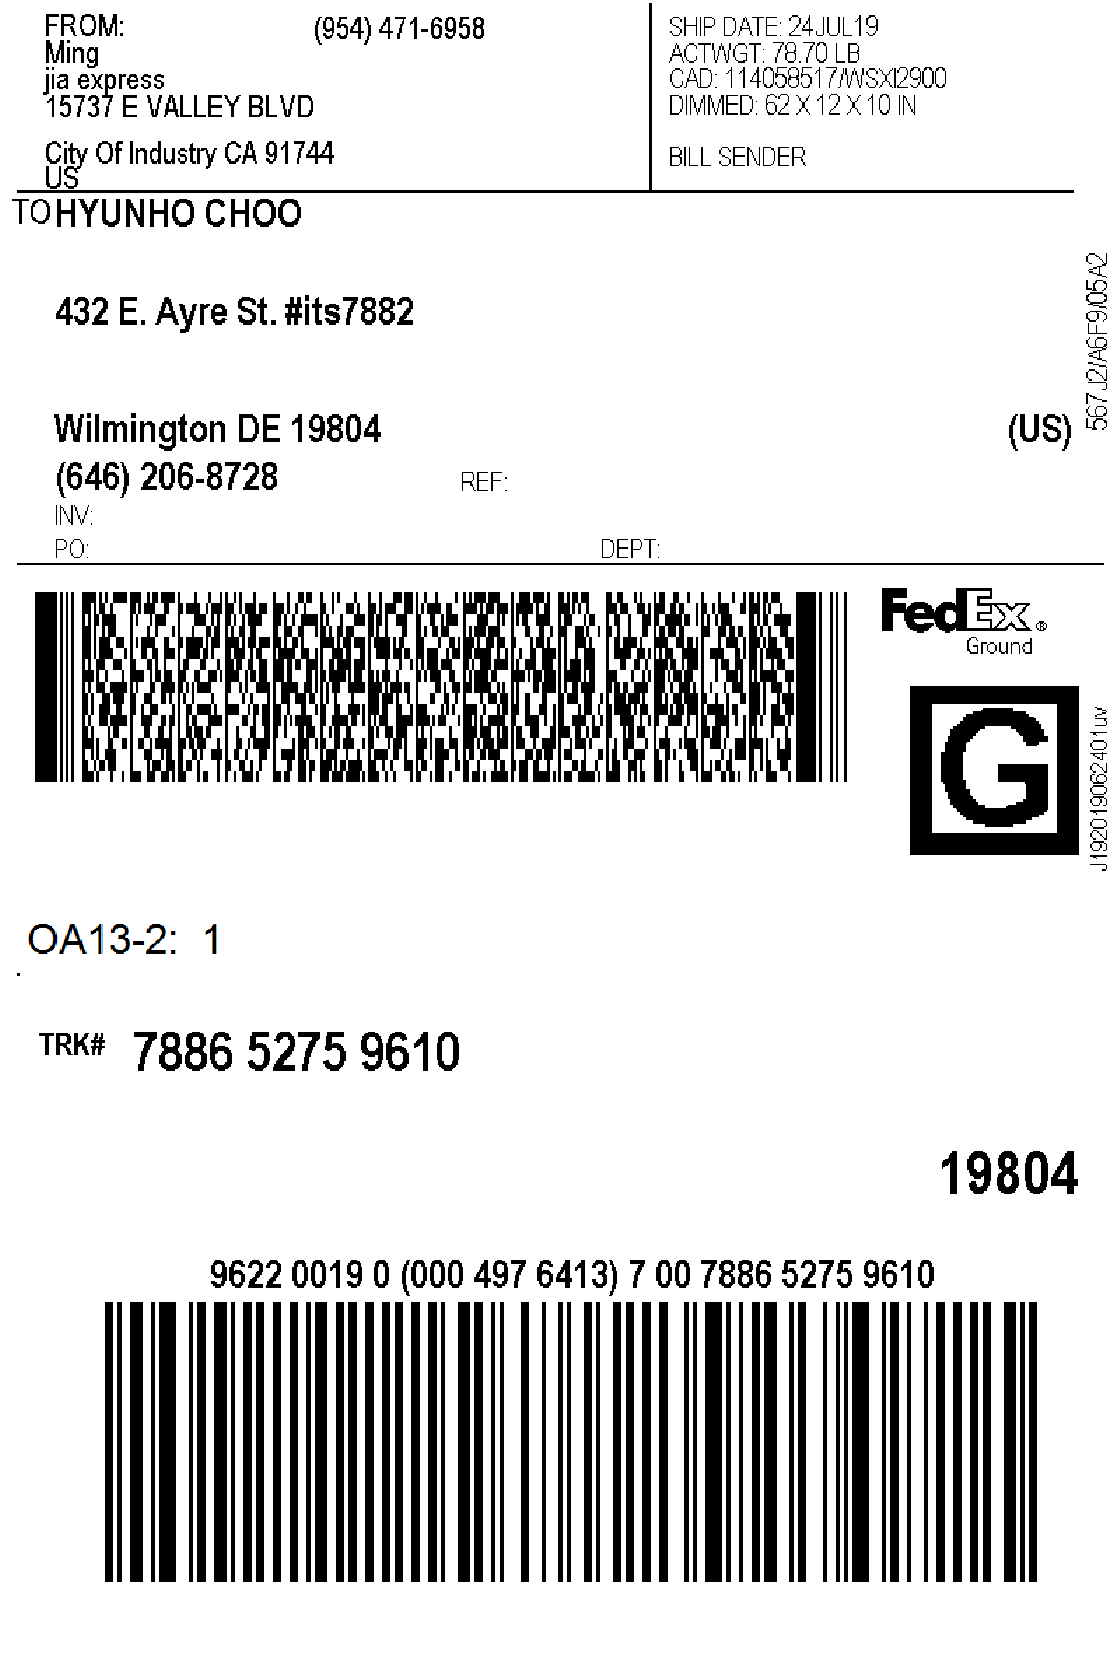 FROM: (954) 471-6958
Ming
jia express
15737 E VALLEY BLVD
City Of Industry CA 91744
US
SHIP DATE: 24JUL19
ACTWGT: 78.70 LB
CAD: 114058517/WSXI2900
DIMMED: 62 X 12 X 10 IN
BILL SENDER
TO HYUNHO CHOO
432 E. Ayre St. #its7882
Wilmington DE 19804 (US)
(646) 206-8728 REF:
INV:
PO: DEPT:
567J2/A6F9/05A2
FedEx®
Ground
G
J192019062401uv
OA13-2: 1
TRK# 7886 5275 9610
19804
9622 0019 0 (000 497 6413) 7 00 7886 5275 9610